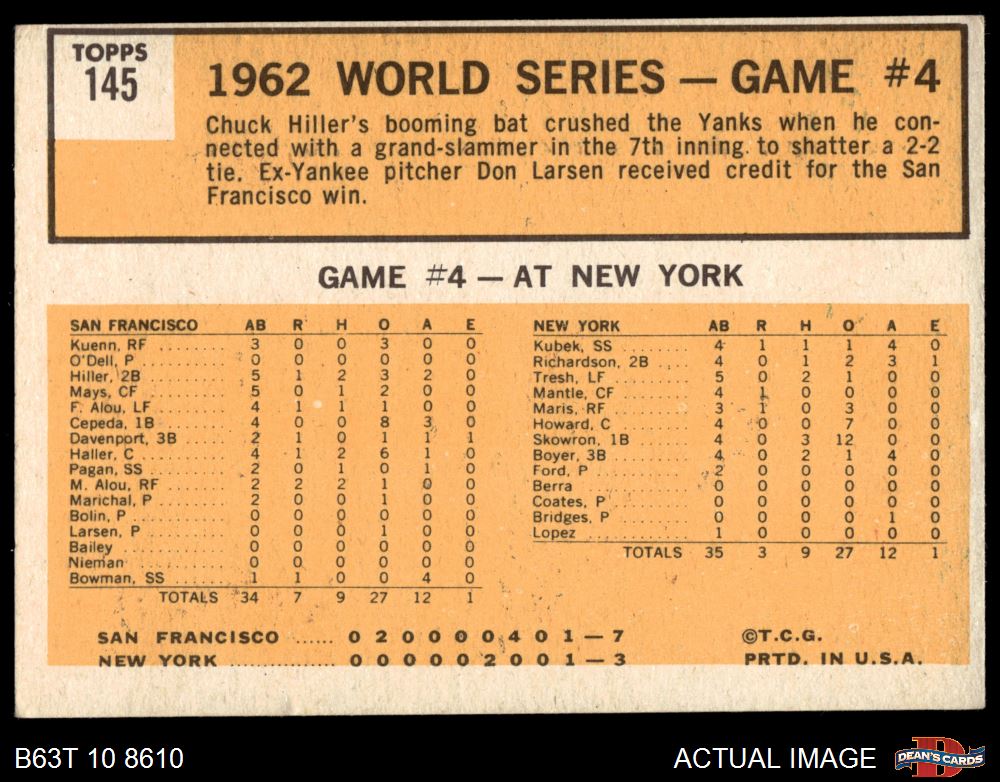 TOPPS
145
1962 WORLD SERIES — GAME #4
Chuck Hiller's booming bat crushed the Yanks when he con-
nected with a grand-slammer in the 7th inning to shatter a 2-2
tie. Ex-Yankee pitcher Don Larsen received credit for the San
Francisco win.
GAME #4 — AT NEW YORK
SAN FRANCISCO AB R H O A E
Kuenn, RF ........ 3 0 0 3 0 0
O'Dell, P ........ 0 0 0 0 0 0
Hiller, 2B ........ 5 1 2 3 2 0
Mays, CF ........ 5 0 1 2 0 0
F. Alou, LF ........ 4 1 1 1 0 0
Cepeda, 1B ........ 4 0 0 8 3 0
Davenport, 3B ...... 2 1 0 1 1 1
Haller, C ........ 4 1 2 6 1 0
Pagan, SS ........ 2 0 1 0 1 0
M. Alou, RF ....... 2 2 2 1 0 0
Marichal, P ....... 2 0 0 1 0 0
Bolin, P ......... 0 0 0 0 0 0
Larsen, P ........ 0 0 0 1 0 0
Bailey .......... 0 0 0 0 0 0
Nieman .......... 0 0 0 0 0 0
Bowman, SS ....... 1 1 0 0 4 0
TOTALS 34 7 9 27 12 1
NEW YORK AB R H O A E
Kubek, SS ........ 4 1 1 1 4 0
Richardson, 2B ..... 4 0 1 2 3 1
Tresh, LF ........ 5 0 2 1 0 0
Mantle, CF ....... 4 1 0 0 0 0
Maris, RF ........ 3 1 0 3 0 0
Howard, C ........ 4 0 0 7 0 0
Skowron, 1B ...... 4 0 3 12 0 0
Boyer, 3B ........ 4 0 2 1 4 0
Ford, P .......... 2 0 0 0 0 0
Berra ........... 0 0 0 0 0 0
Coates, P ........ 0 0 0 0 0 0
Bridges, P ....... 0 0 0 0 1 0
Lopez .......... 1 0 0 0 0 0
TOTALS 35 3 9 27 12 1
SAN FRANCISCO ...... 0 2 0 0 0 0 4 0 1 — 7
NEW YORK .............. 0 0 0 0 0 2 0 0 1 — 3
©T.C.G.
PRTD. IN U.S.A.
B63T 10 8610
ACTUAL IMAGE
D
DEAN'S CARDS